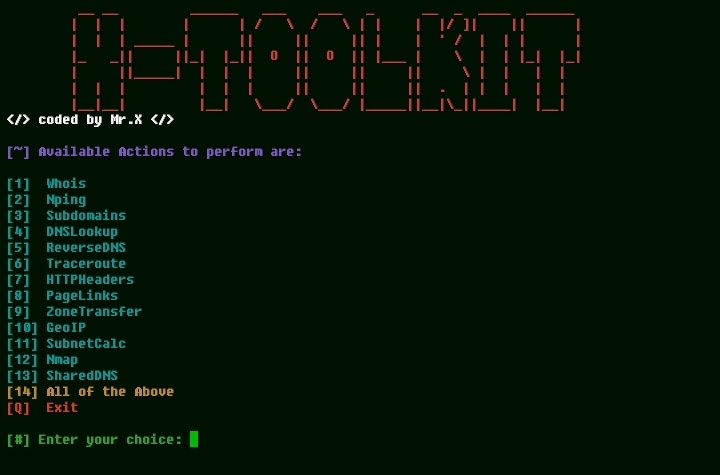 H-TOOLKIT
</> coded by Mr.X </>
[~] Available Actions to perform are:
[1] Whois
[2] Nping
[3] Subdomains
[4] DNSLookup
[5] ReverseDNS
[6] Traceroute
[7] HTTPHeaders
[8] PageLinks
[9] ZoneTransfer
[10] GeoIP
[11] SubnetCalc
[12] Nmap
[13] SharedDNS
[14] All of the Above
[Q] Exit
[#] Enter your choice: